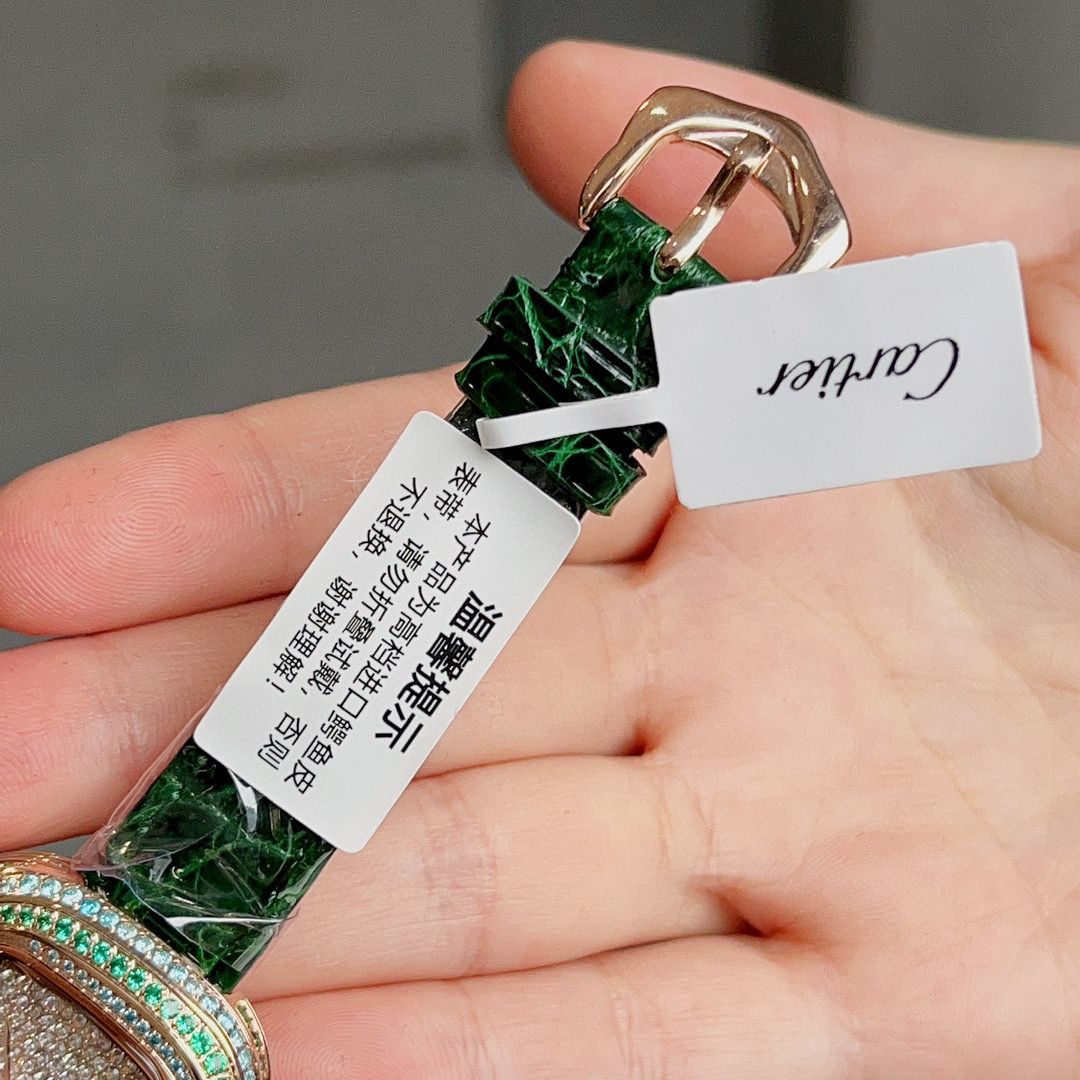 Cartier
温馨提示
本产品为高档进口鳄鱼皮
表带，请勿折叠试戴，否则
不退换，谢谢理解！